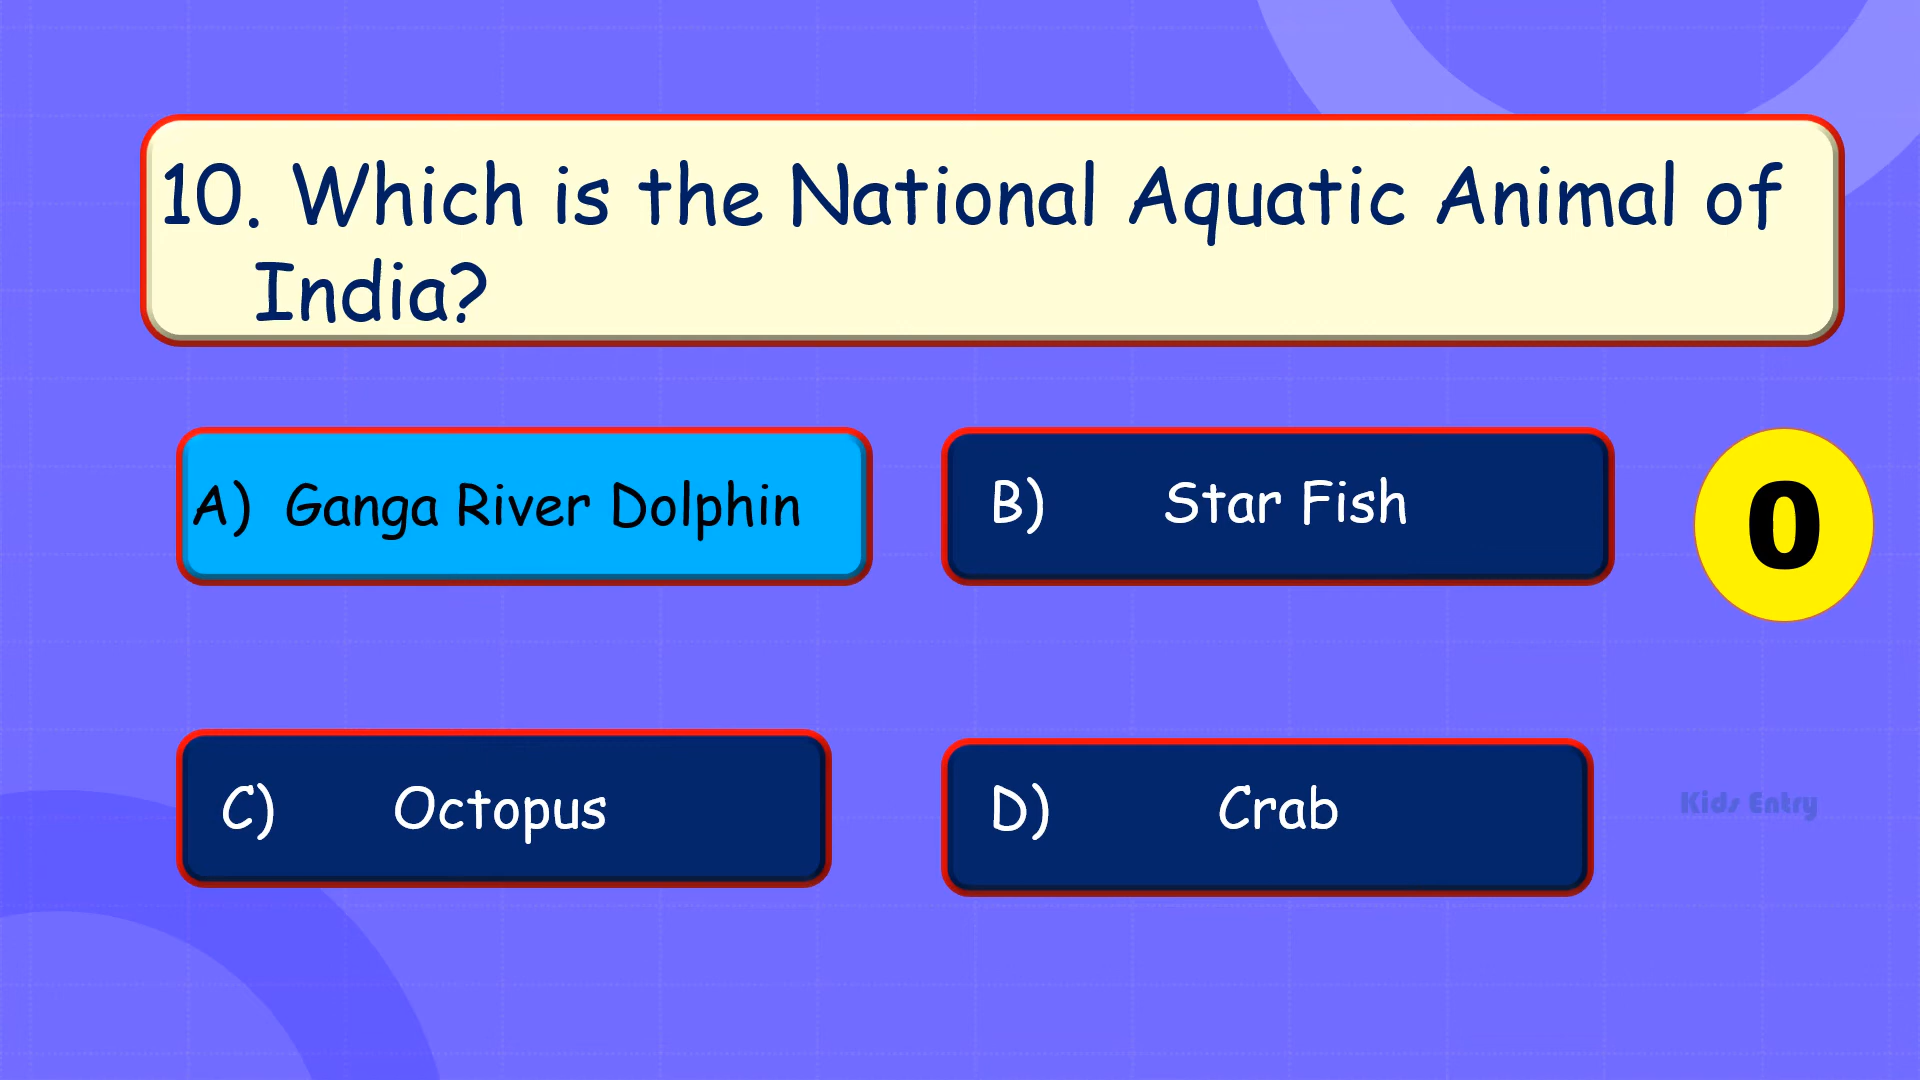 10. Which is the National Aquatic Animal of
India?
A) Ganga River Dolphin
B) Star Fish
0
C) Octopus
D) Crab
Kids Entry